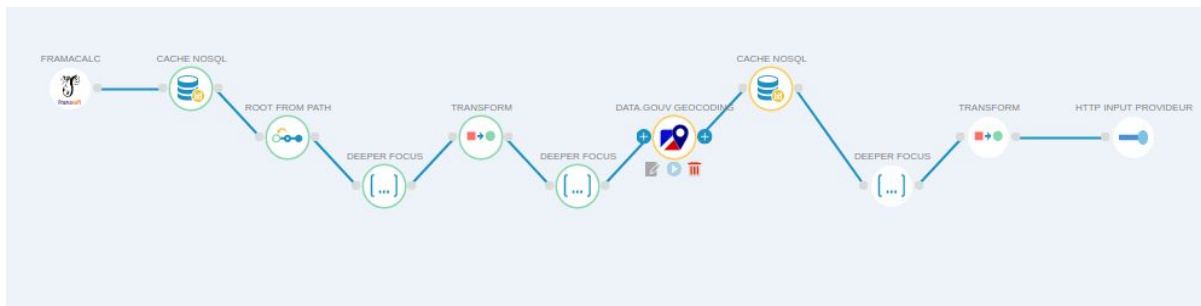 FRAMACALC
CACHE NOSQL
ROOT FROM PATH
DEEPER FOCUS
TRANSFORM
DEEPER FOCUS
DATA.GOUV GEOCODING
CACHE NOSQL
DEEPER FOCUS
TRANSFORM
HTTP INPUT PROVIDEUR
framasoft